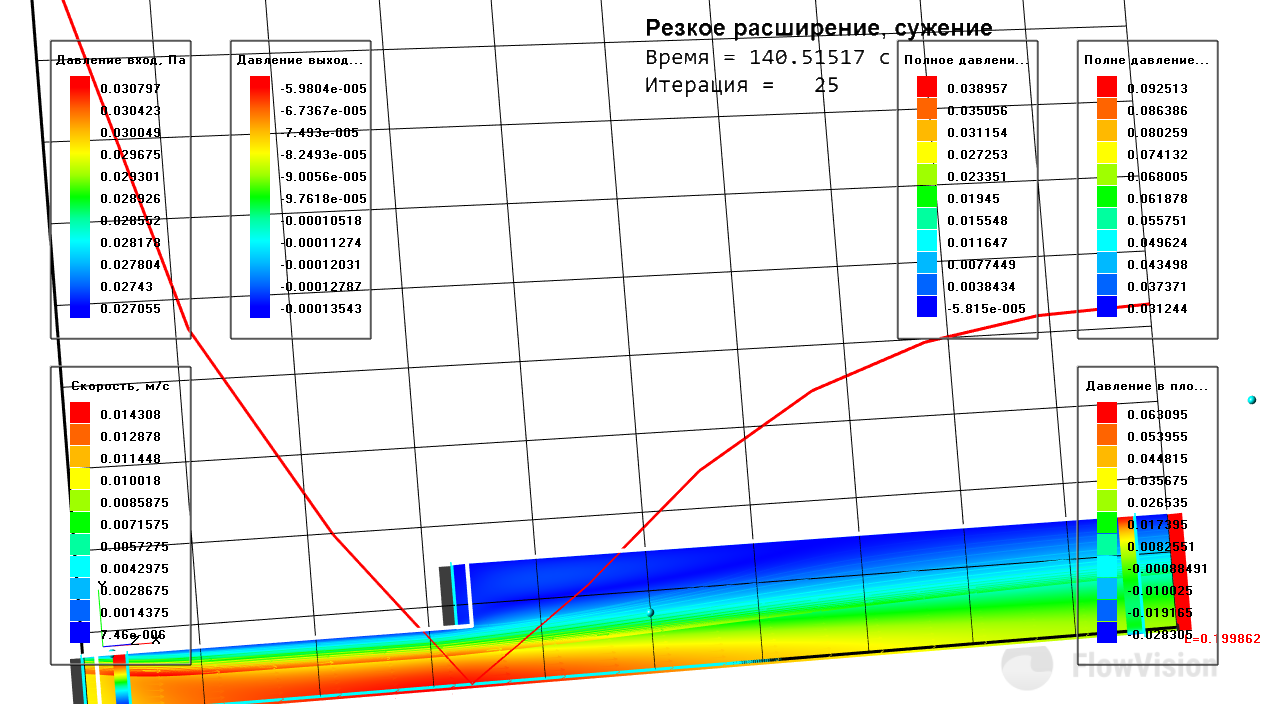 Резкое расширение, сужение
Время = 140.51517 с
Итерация = 25
Давление вход, Па
0.030797
0.030423
0.030049
0.029675
0.029301
0.028926
0.028552
0.028178
0.027804
0.02743
0.027055
Давление выход...
-5.9804e-005
-6.7367e-005
-7.493e-005
-8.2493e-005
-9.0056e-005
-9.7618e-005
-0.00010518
-0.00011274
-0.00012031
-0.00012787
-0.00013543
Полное давлени...
0.038957
0.035056
0.031154
0.027253
0.023351
0.01945
0.015548
0.011647
0.0077449
0.0038434
-5.815e-005
Полне давление...
0.092513
0.086386
0.080259
0.074132
0.068005
0.061878
0.055751
0.049624
0.043498
0.037371
0.031244
Скорость, м/с
0.014308
0.012878
0.011448
0.010018
0.0085875
0.0071575
0.0057275
0.0042975
0.0028675
0.0014375
7.46e-006
Y
Z X
Давление в пло...
0.063095
0.053955
0.044815
0.035675
0.026535
0.017395
0.0082551
-0.00088491
-0.010025
-0.019165
-0.028305
L=0.199862
FlowVision